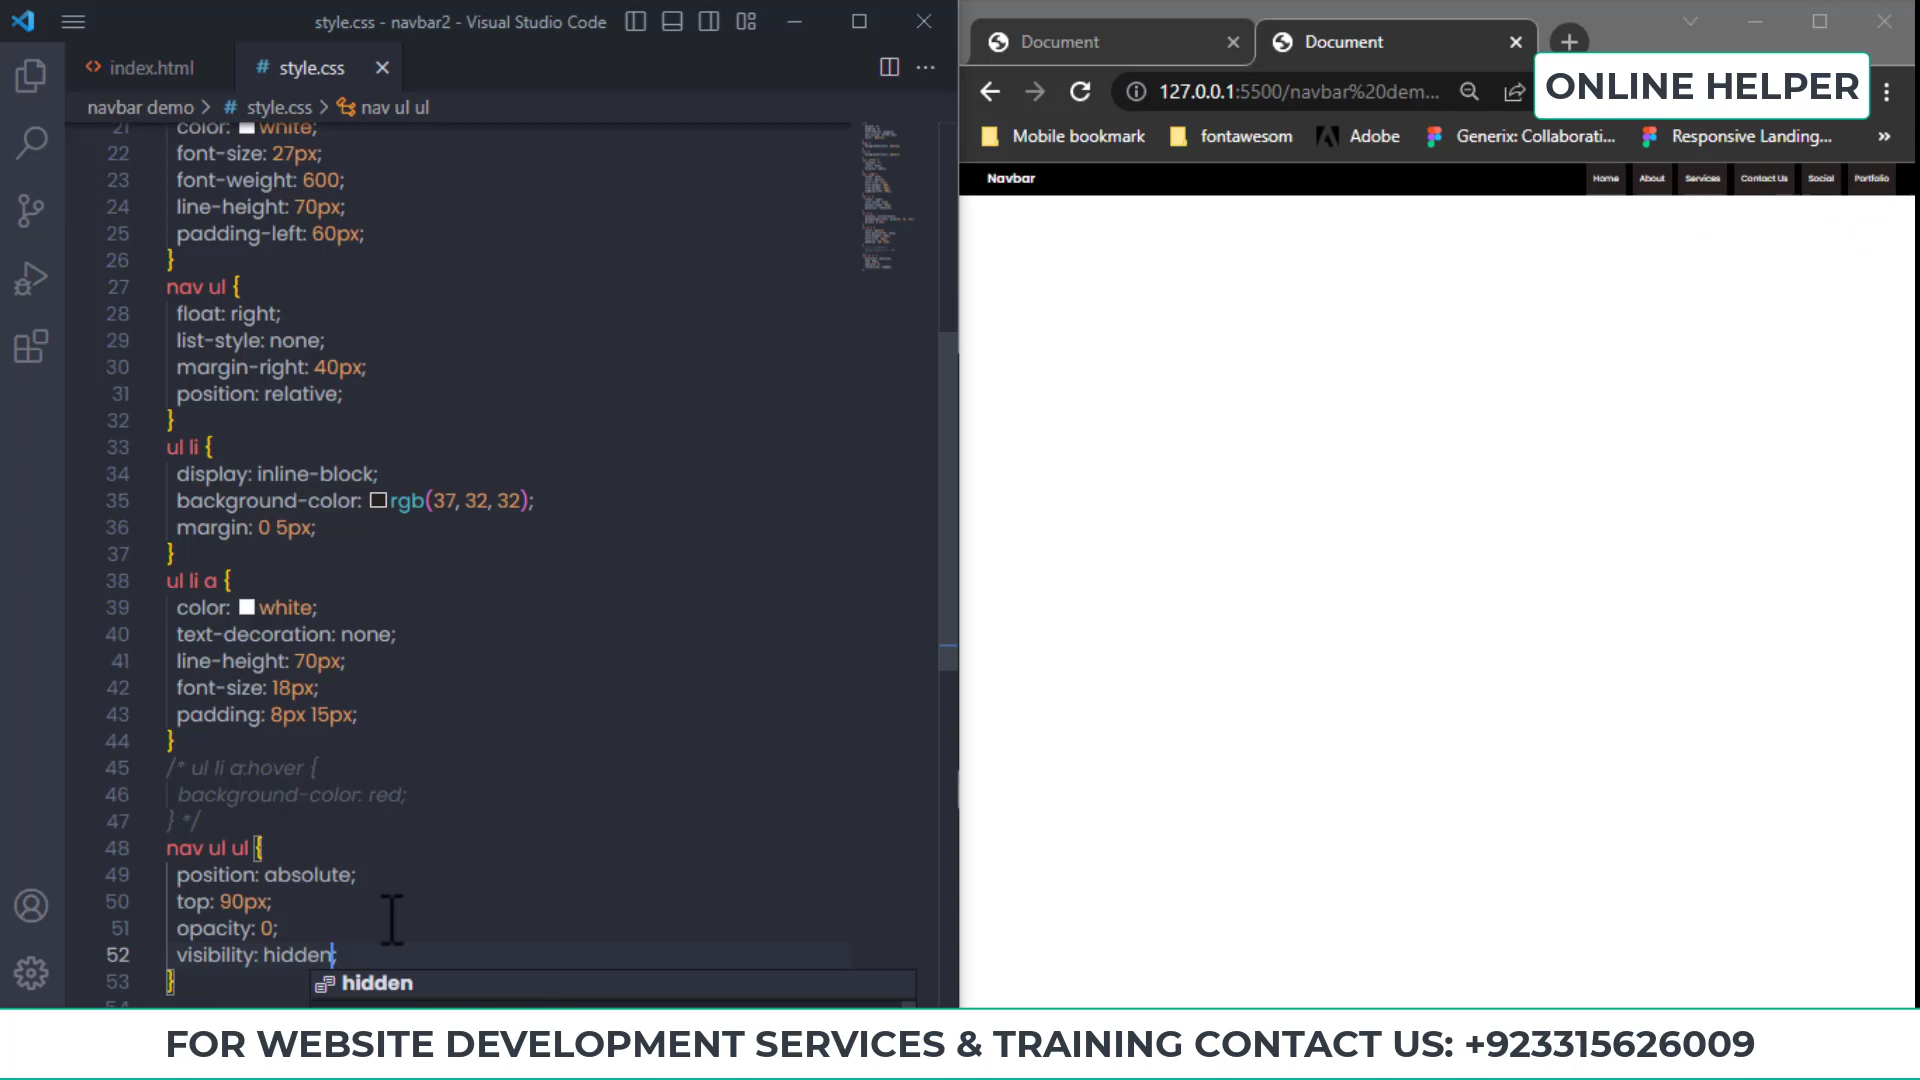 style.css - navbar2 - Visual Studio Code
index.html
# style.css
navbar demo > # style.css > nav ul ul
21 color: white;
22 font-size: 27px;
23 font-weight: 600;
24 line-height: 70px;
25 padding-left: 60px;
26 }
27 nav ul {
28 float: right;
29 list-style: none;
30 margin-right: 40px;
31 position: relative;
32 }
33 ul li {
34 display: inline-block;
35 background-color: rgb(37, 32, 32);
36 margin: 0 5px;
37 }
38 ul li a {
39 color: white;
40 text-decoration: none;
41 line-height: 70px;
42 font-size: 18px;
43 padding: 8px 15px;
44 }
45 /* ul li a:hover {
46 background-color: red;
47 } */
48 nav ul ul {
49 position: absolute;
50 top: 90px;
51 opacity: 0;
52 visibility: hidden;
53 }
hidden
54
Document
Document
127.0.0.1:5500/navbar%20dem...
ONLINE HELPER
Mobile bookmark
fontawesom
Adobe
Generix: Collaborati...
Responsive Landing...
»
Navbar
Home
About
Services
Contact Us
Social
Portfolio
FOR WEBSITE DEVELOPMENT SERVICES & TRAINING CONTACT US: +923315626009